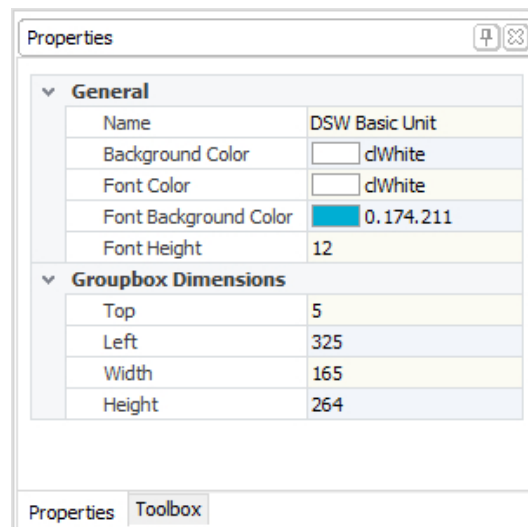 Properties
General
Name DSW Basic Unit
Background Color clWhite
Font Color clWhite
Font Background Color 0.174.211
Font Height 12
Groupbox Dimensions
Top 5
Left 325
Width 165
Height 264
Properties Toolbox